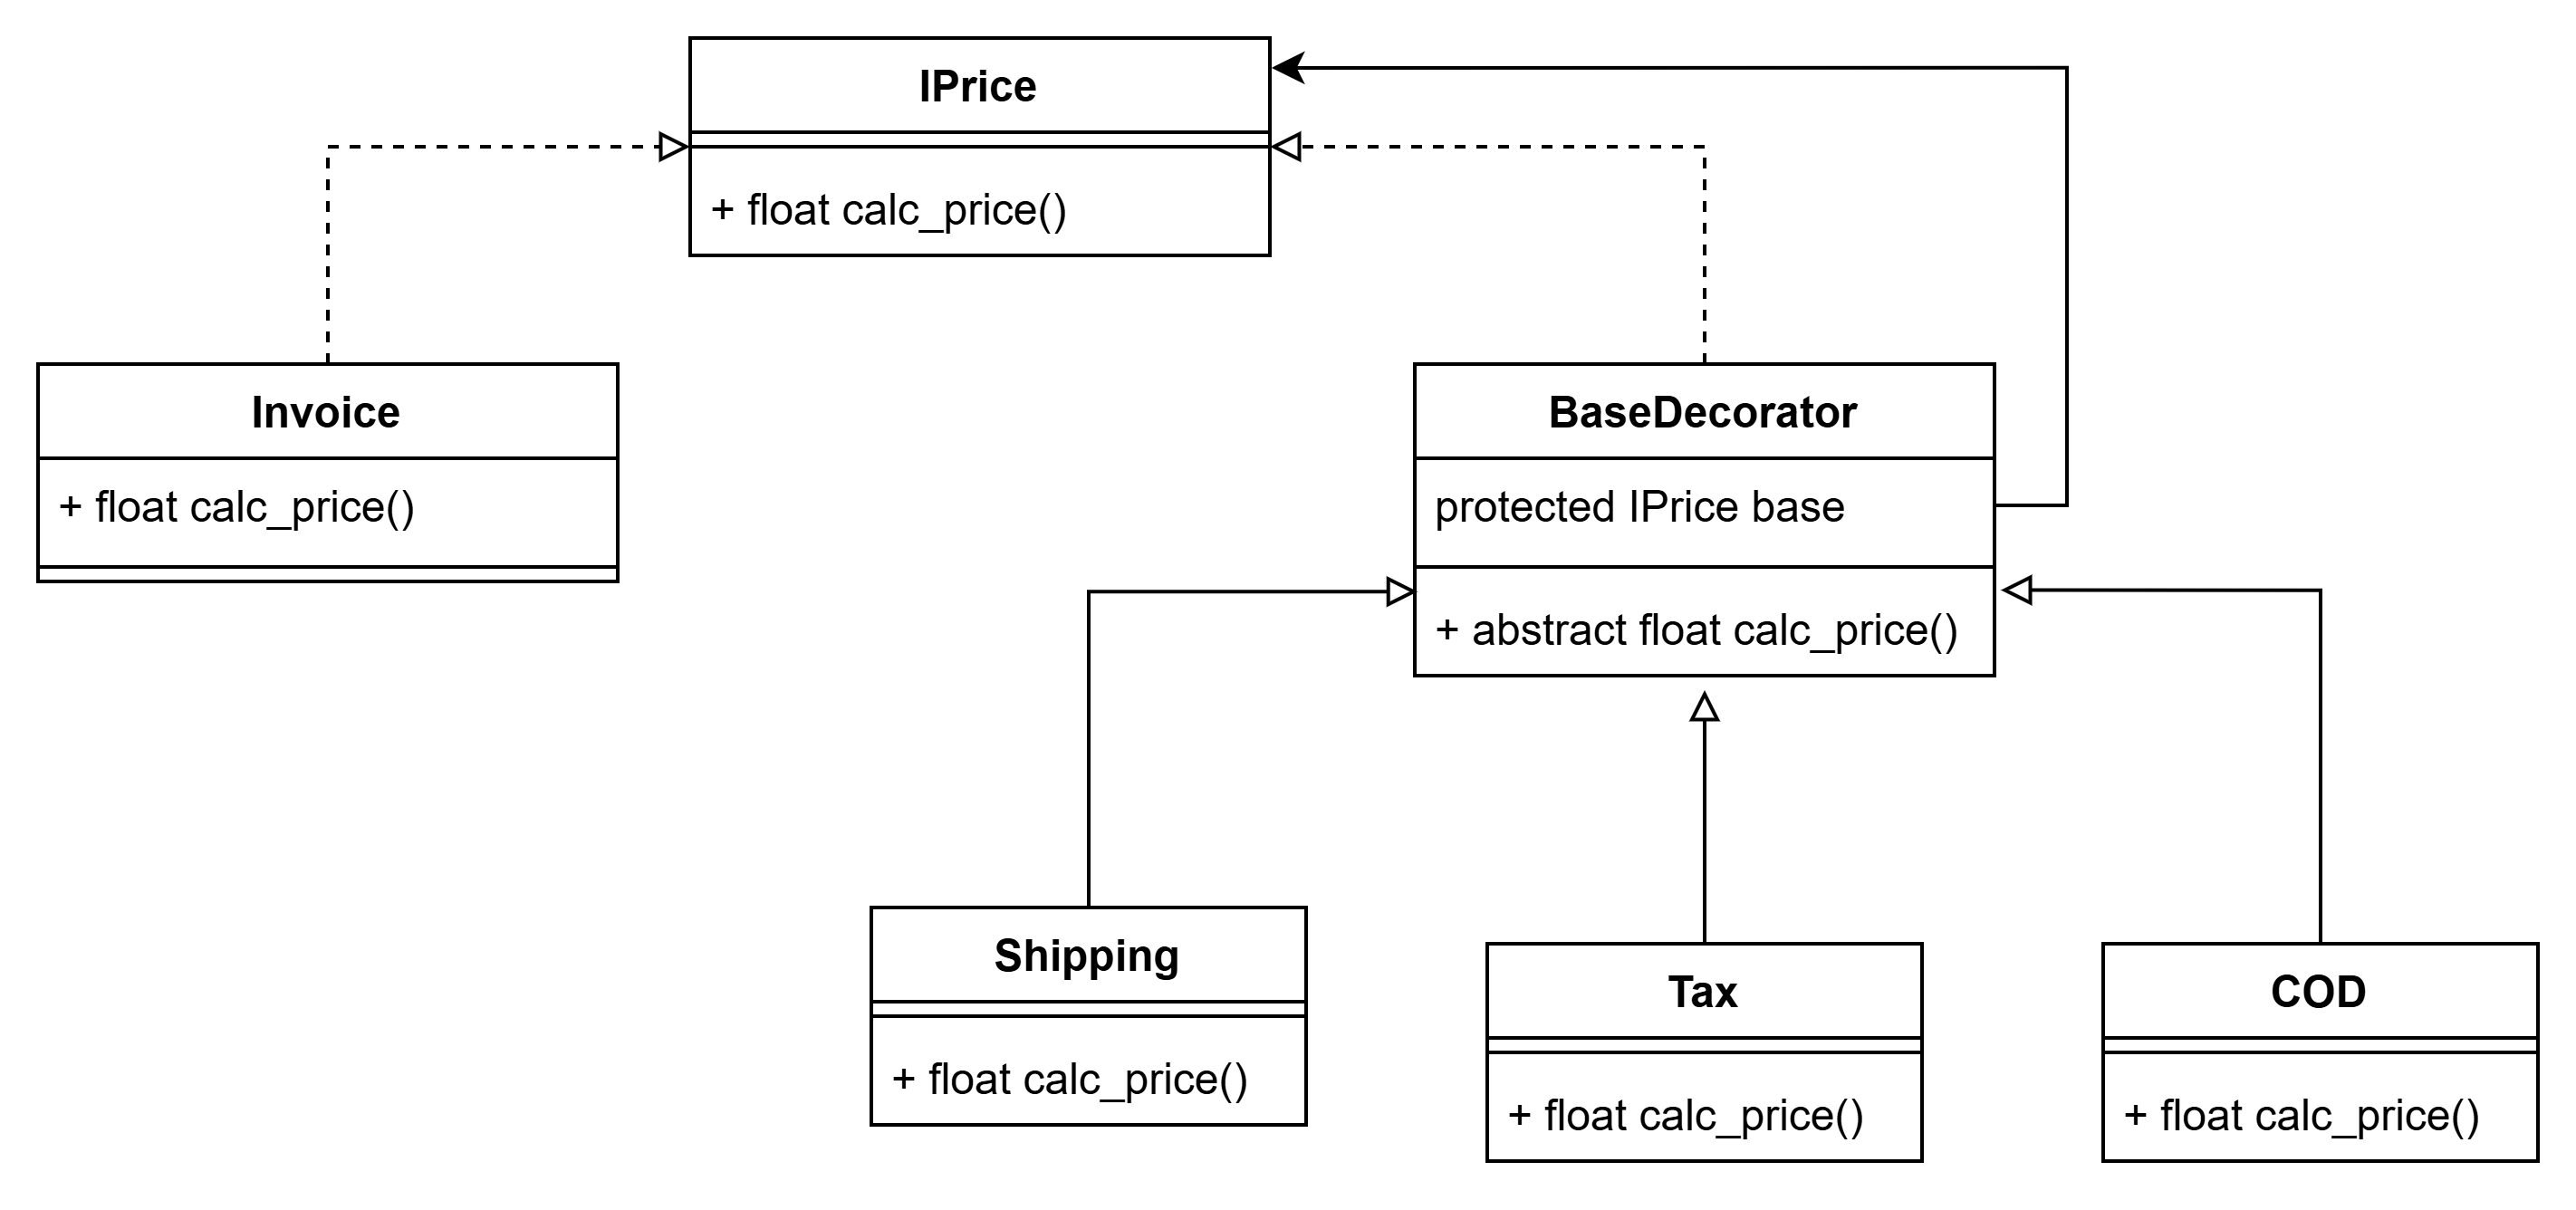 IPrice
+ float calc_price()
Invoice
+ float calc_price()
BaseDecorator
protected IPrice base
+ abstract float calc_price()
Shipping
+ float calc_price()
Tax
+ float calc_price()
COD
+ float calc_price()